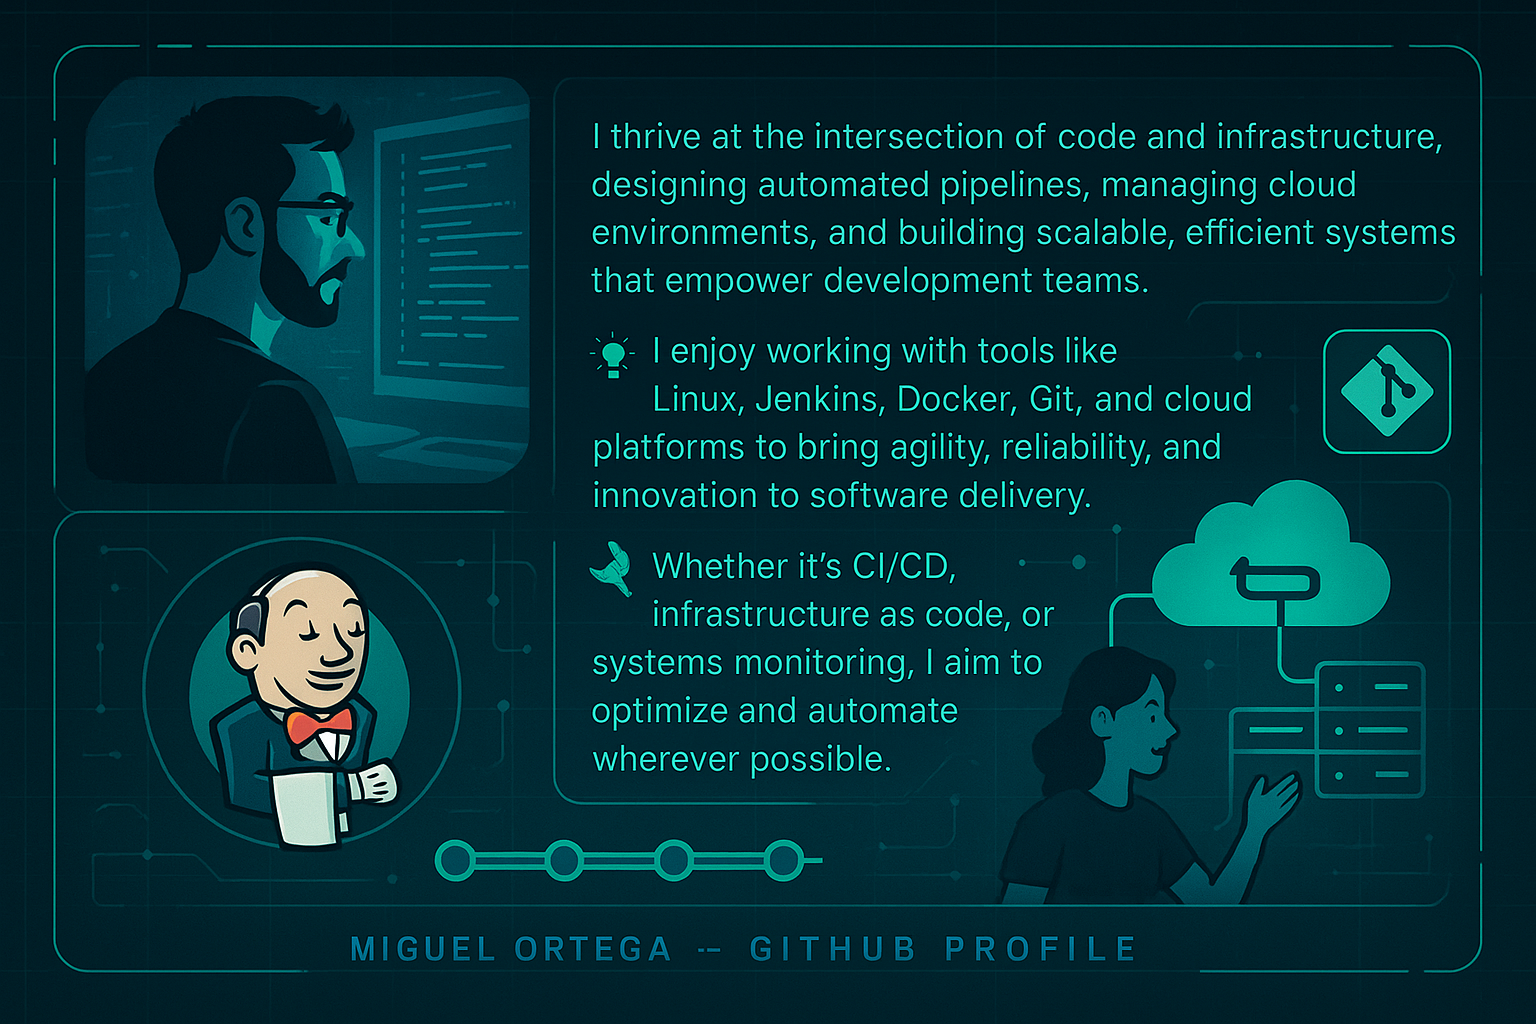 I thrive at the intersection of code and infrastructure,
designing automated pipelines, managing cloud
environments, and building scalable, efficient systems
that empower development teams.
I enjoy working with tools like
Linux, Jenkins, Docker, Git, and cloud
platforms to bring agility, reliability, and
innovation to software delivery.
Whether it’s CI/CD,
infrastructure as code, or
systems monitoring, I aim to
optimize and automate
wherever possible.
MIGUEL ORTEGA -– GITHUB PROFILE